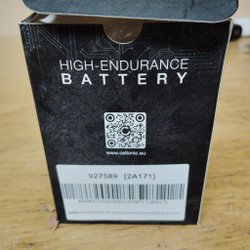 HIGH-ENDURANCE
BATTERY
www.cellonic.eu
927589 [2A171]